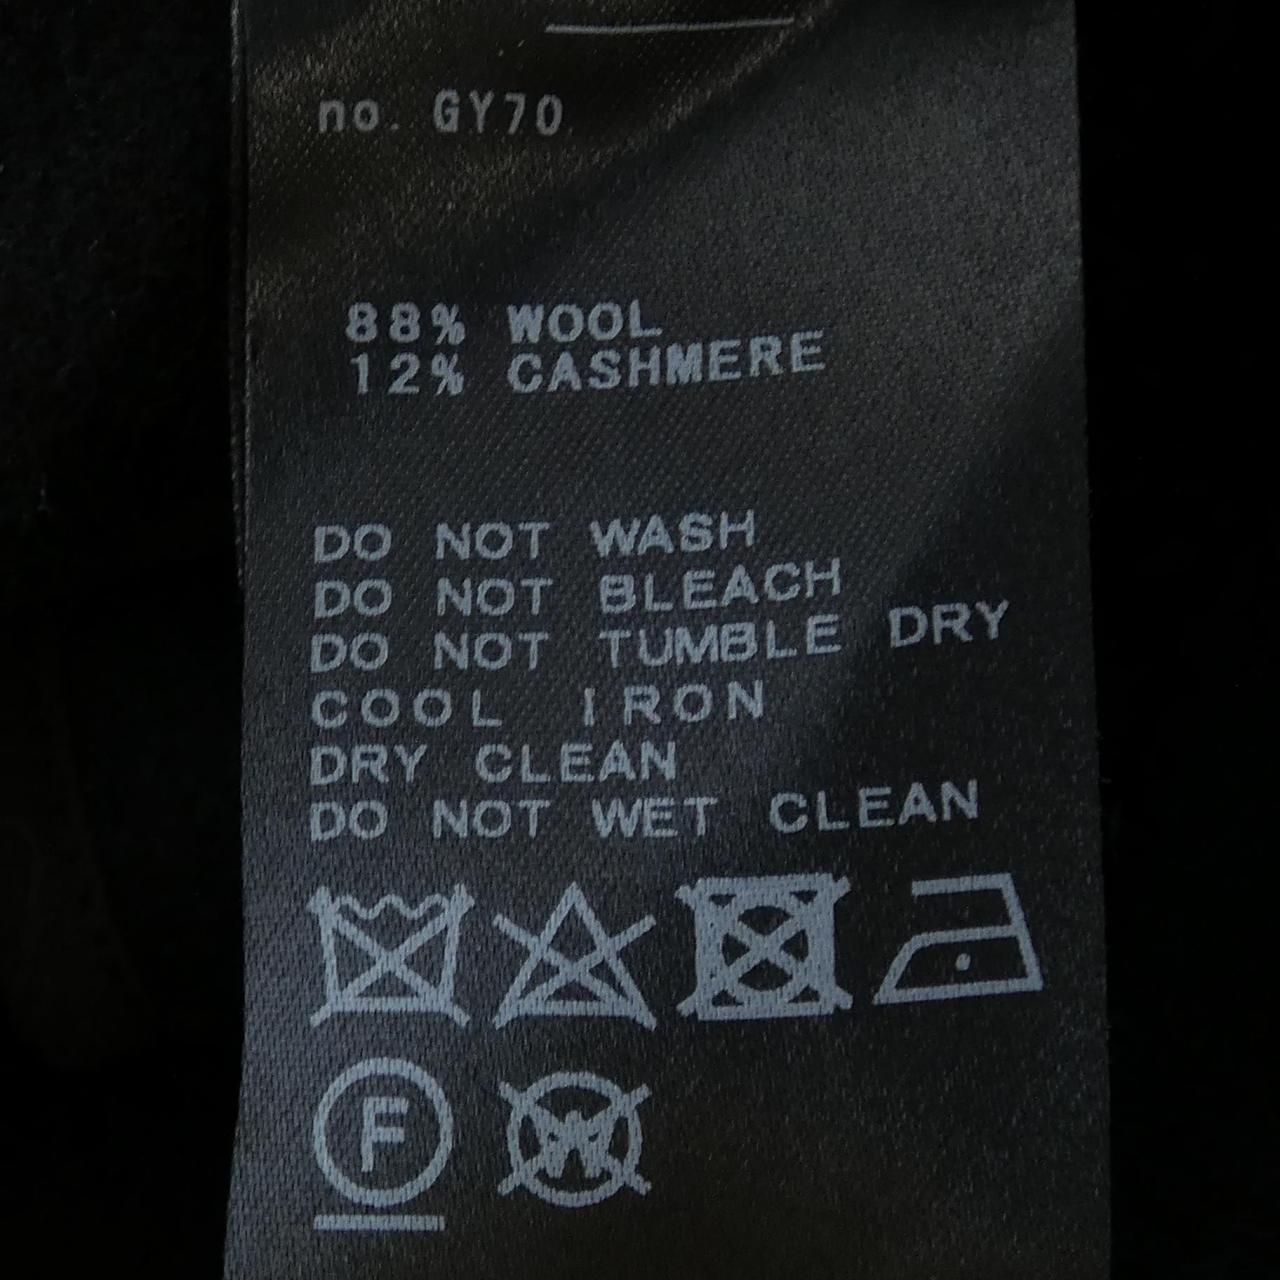 no. GY70
88% WOOL
12% CASHMERE
DO NOT WASH
DO NOT BLEACH
DO NOT TUMBLE DRY
COOL IRON
DRY CLEAN
DO NOT WET CLEAN
F
W